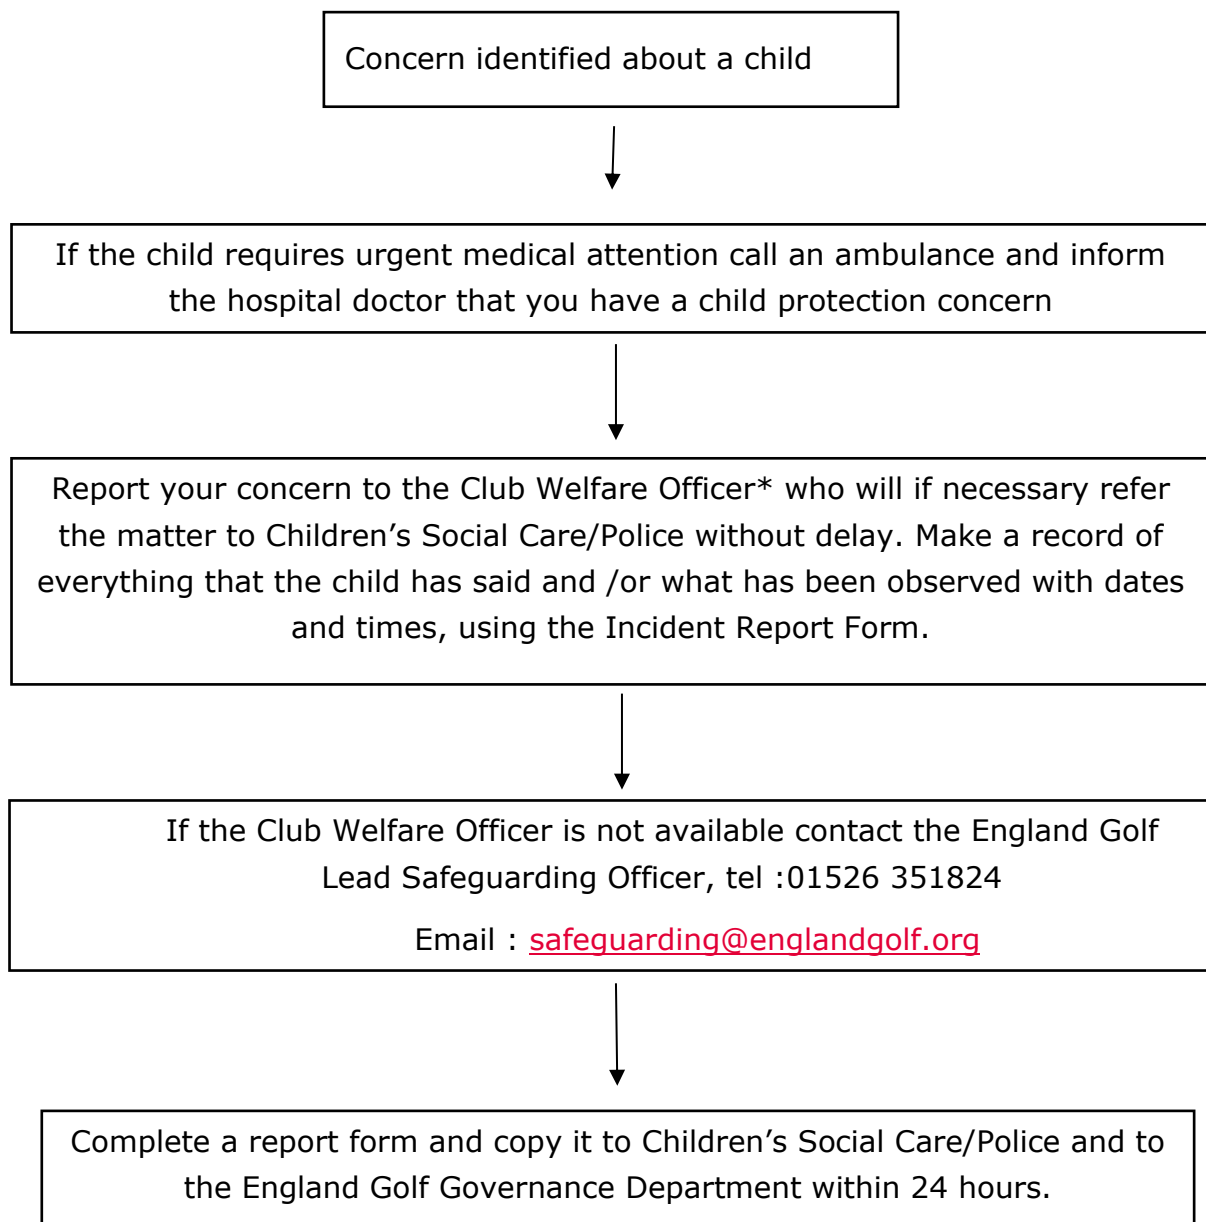 Concern identified about a child
If the child requires urgent medical attention call an ambulance and inform
the hospital doctor that you have a child protection concern
Report your concern to the Club Welfare Officer* who will if necessary refer
the matter to Children’s Social Care/Police without delay. Make a record of
everything that the child has said and /or what has been observed with dates
and times, using the Incident Report Form.
If the Club Welfare Officer is not available contact the England Golf
Lead Safeguarding Officer, tel :01526 351824
Email : safeguarding@englandgolf.org
Complete a report form and copy it to Children’s Social Care/Police and to
the England Golf Governance Department within 24 hours.